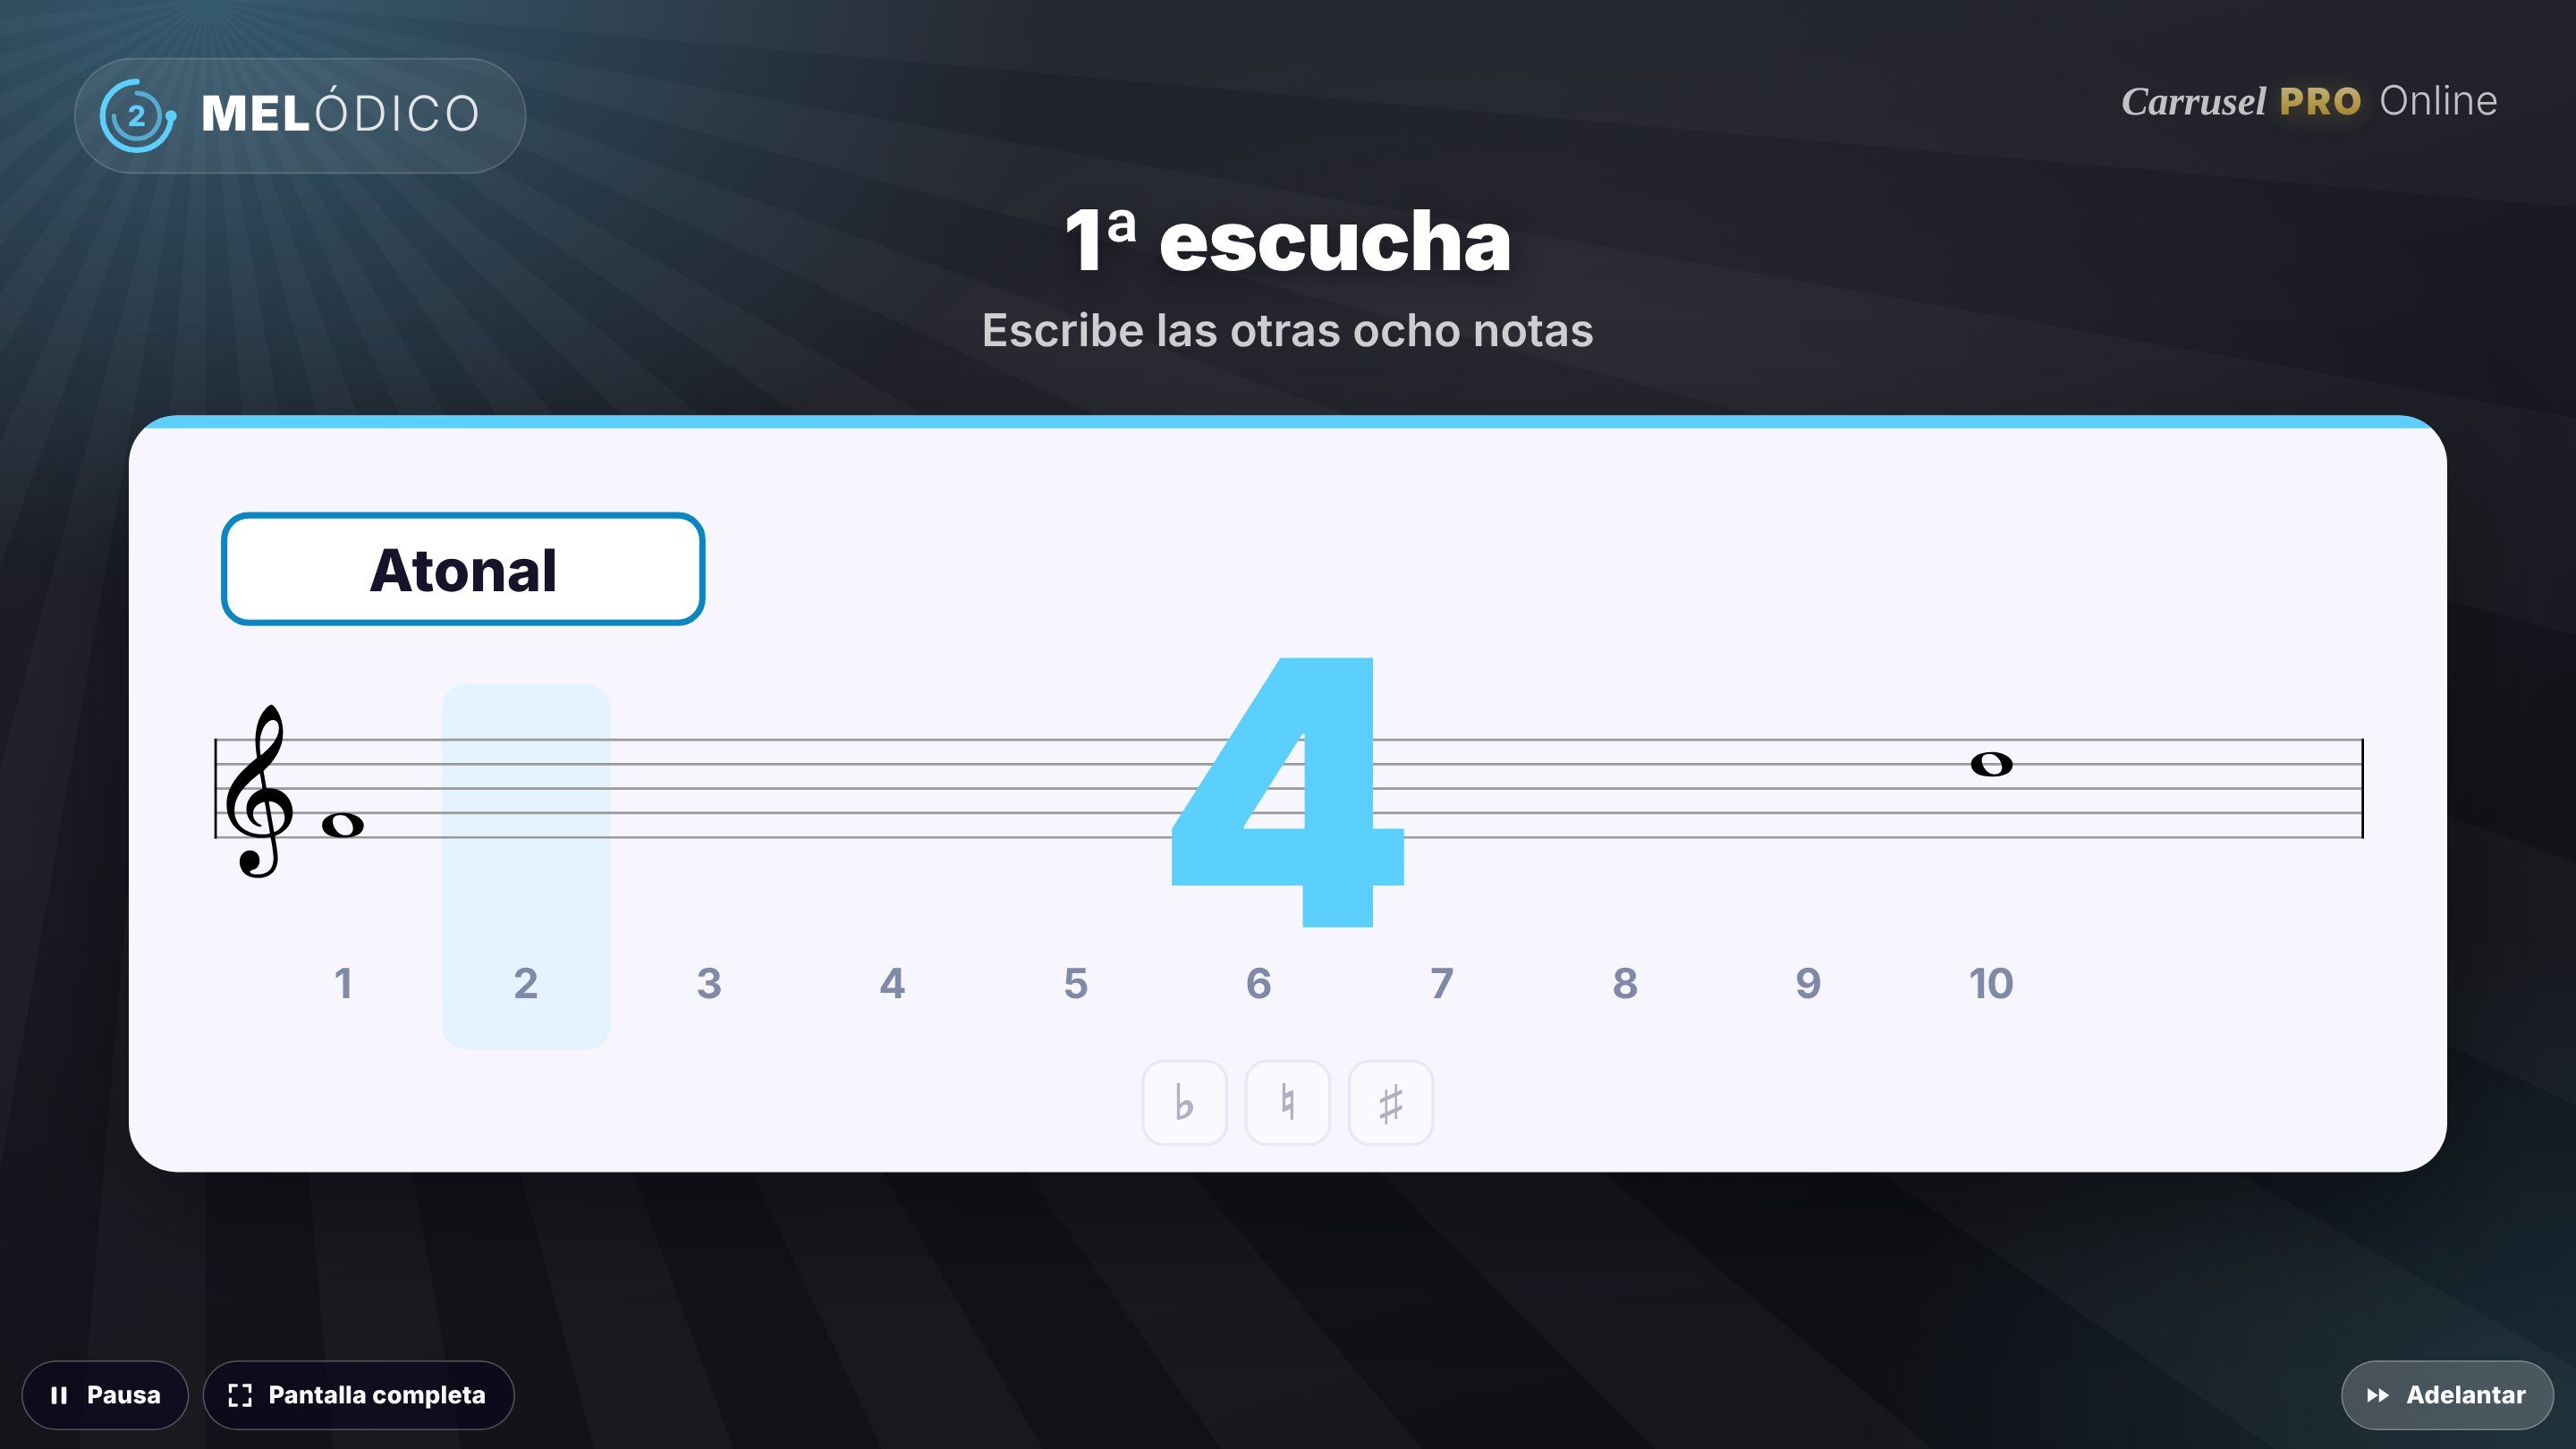 2 MELÓDICO
Carrusel PRO Online
1ª escucha
Escribe las otras ocho notas
Atonal
4
1 2 3 4 5 6 7 8 9 10
♭ ♮ ♯
Pausa
Pantalla completa
Adelantar